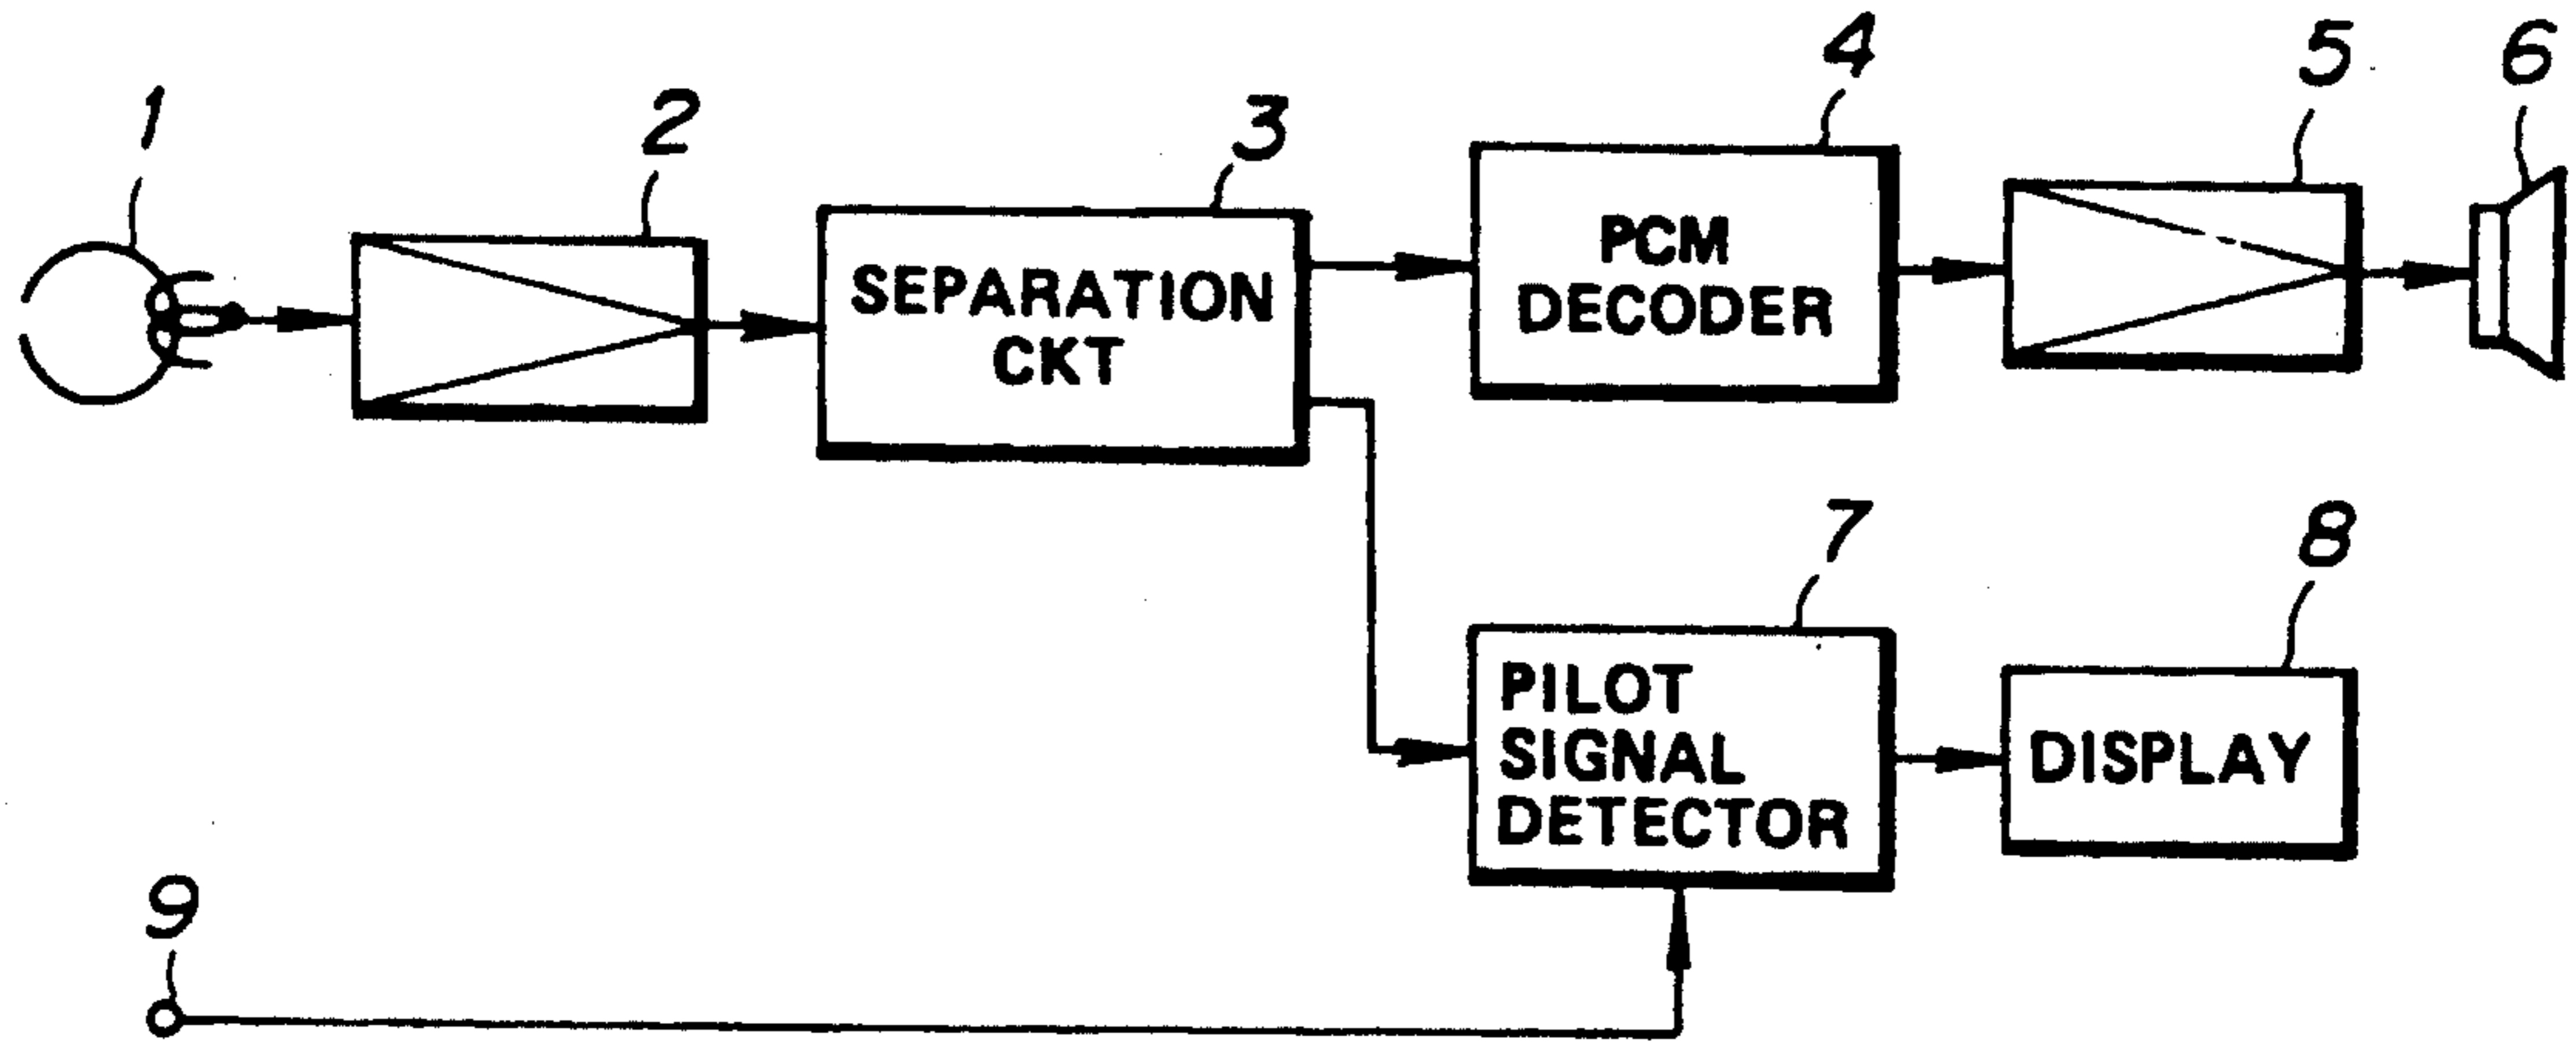 1
2
3
4
5
6
SEPARATION
CKT
PCM
DECODER
7
8
PILOT
SIGNAL
DETECTOR
DISPLAY
9